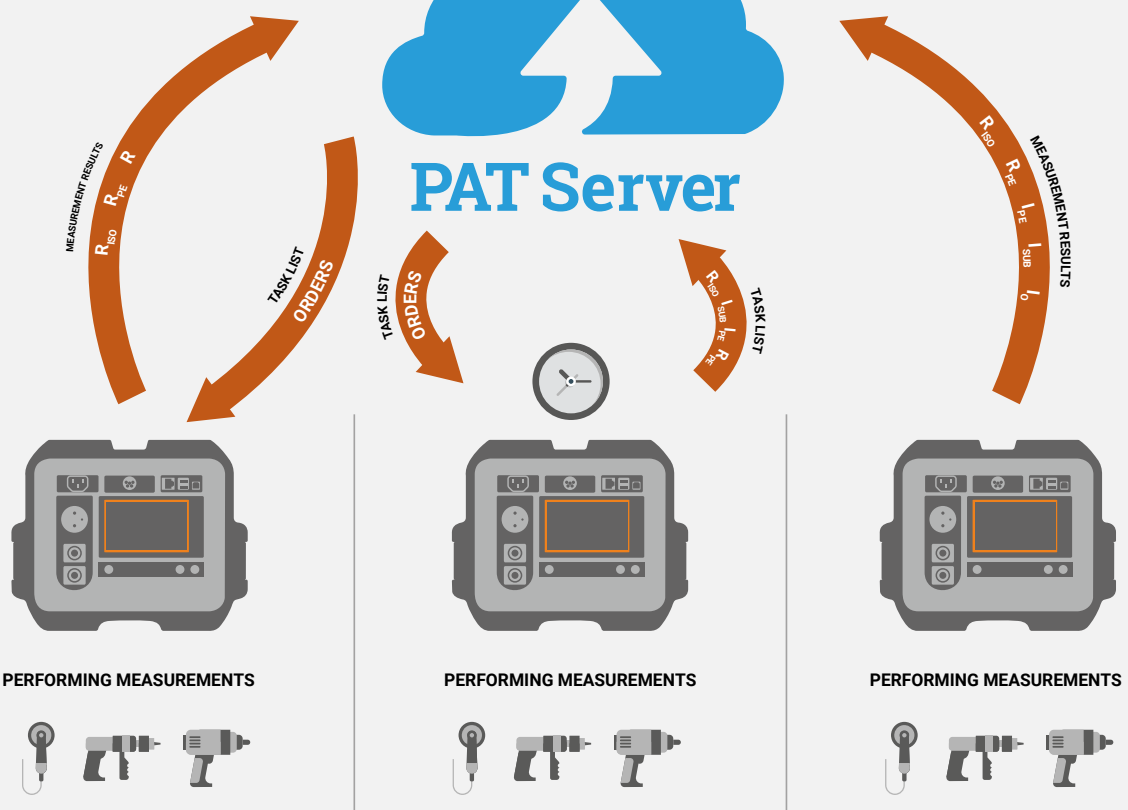 PAT Server
MEASUREMENT RESULTS
RISO RPE R
TASK LIST
ORDERS
TASK LIST
ORDERS
RISO ISUB IPE RPE
TASK LIST
RISO RPE IPE ISUB IO
MEASUREMENT RESULTS
PERFORMING MEASUREMENTS
PERFORMING MEASUREMENTS
PERFORMING MEASUREMENTS